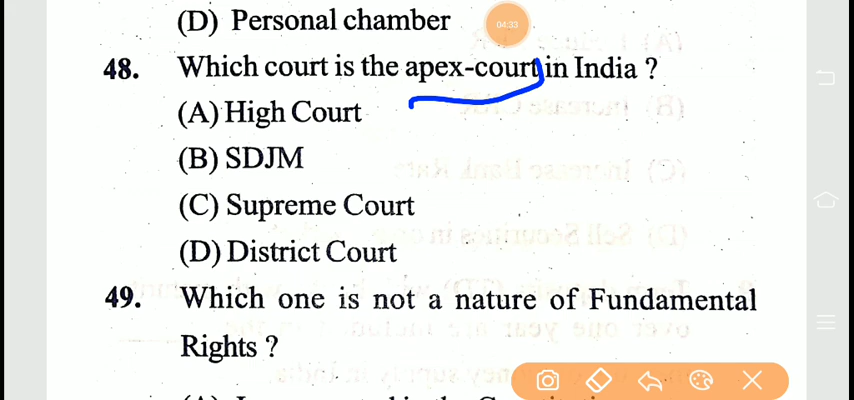 (D) Personal chamber
04:33
48. Which court is the apex-court in India ?
(A) High Court
(B) SDJM
(C) Supreme Court
(D) District Court
49. Which one is not a nature of Fundamental
Rights ?